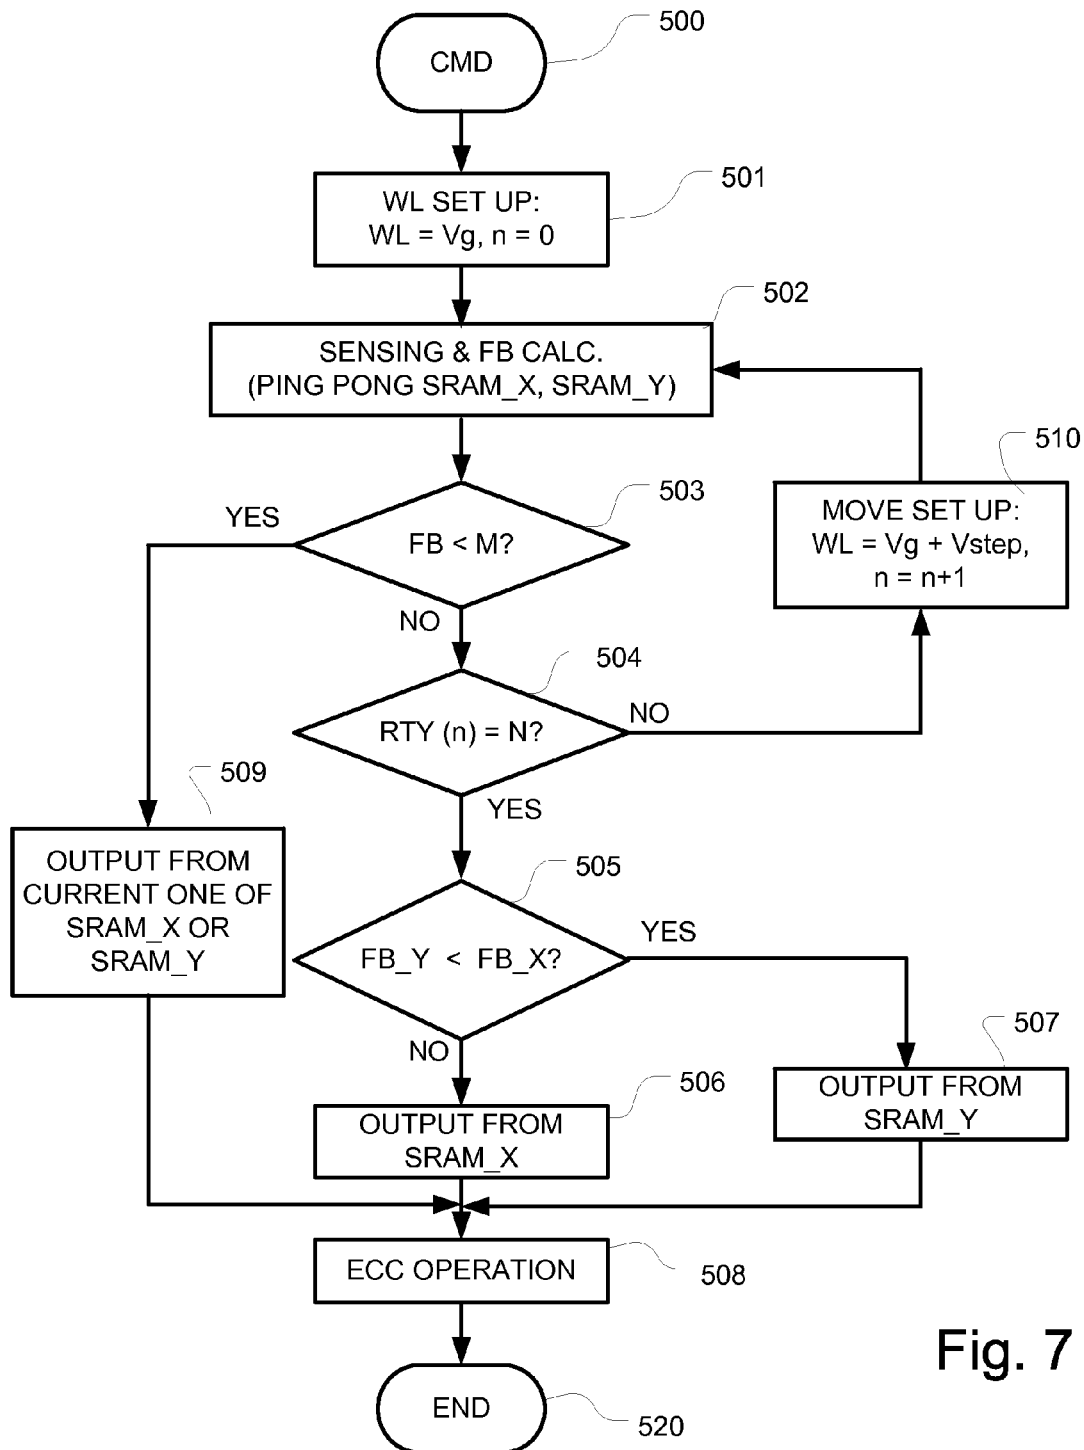 500
CMD
501
WL SET UP:
WL = Vg, n = 0
502
SENSING & FB CALC.
(PING PONG SRAM_X, SRAM_Y)
510
MOVE SET UP:
WL = Vg + Vstep,
n = n+1
503
YES
FB < M?
NO
504
RTY (n) = N?
NO
YES
509
OUTPUT FROM
CURRENT ONE OF
SRAM_X OR
SRAM_Y
505
FB_Y < FB_X?
YES
NO
507
OUTPUT FROM
SRAM_Y
506
OUTPUT FROM
SRAM_X
ECC OPERATION
508
END
520
Fig. 7